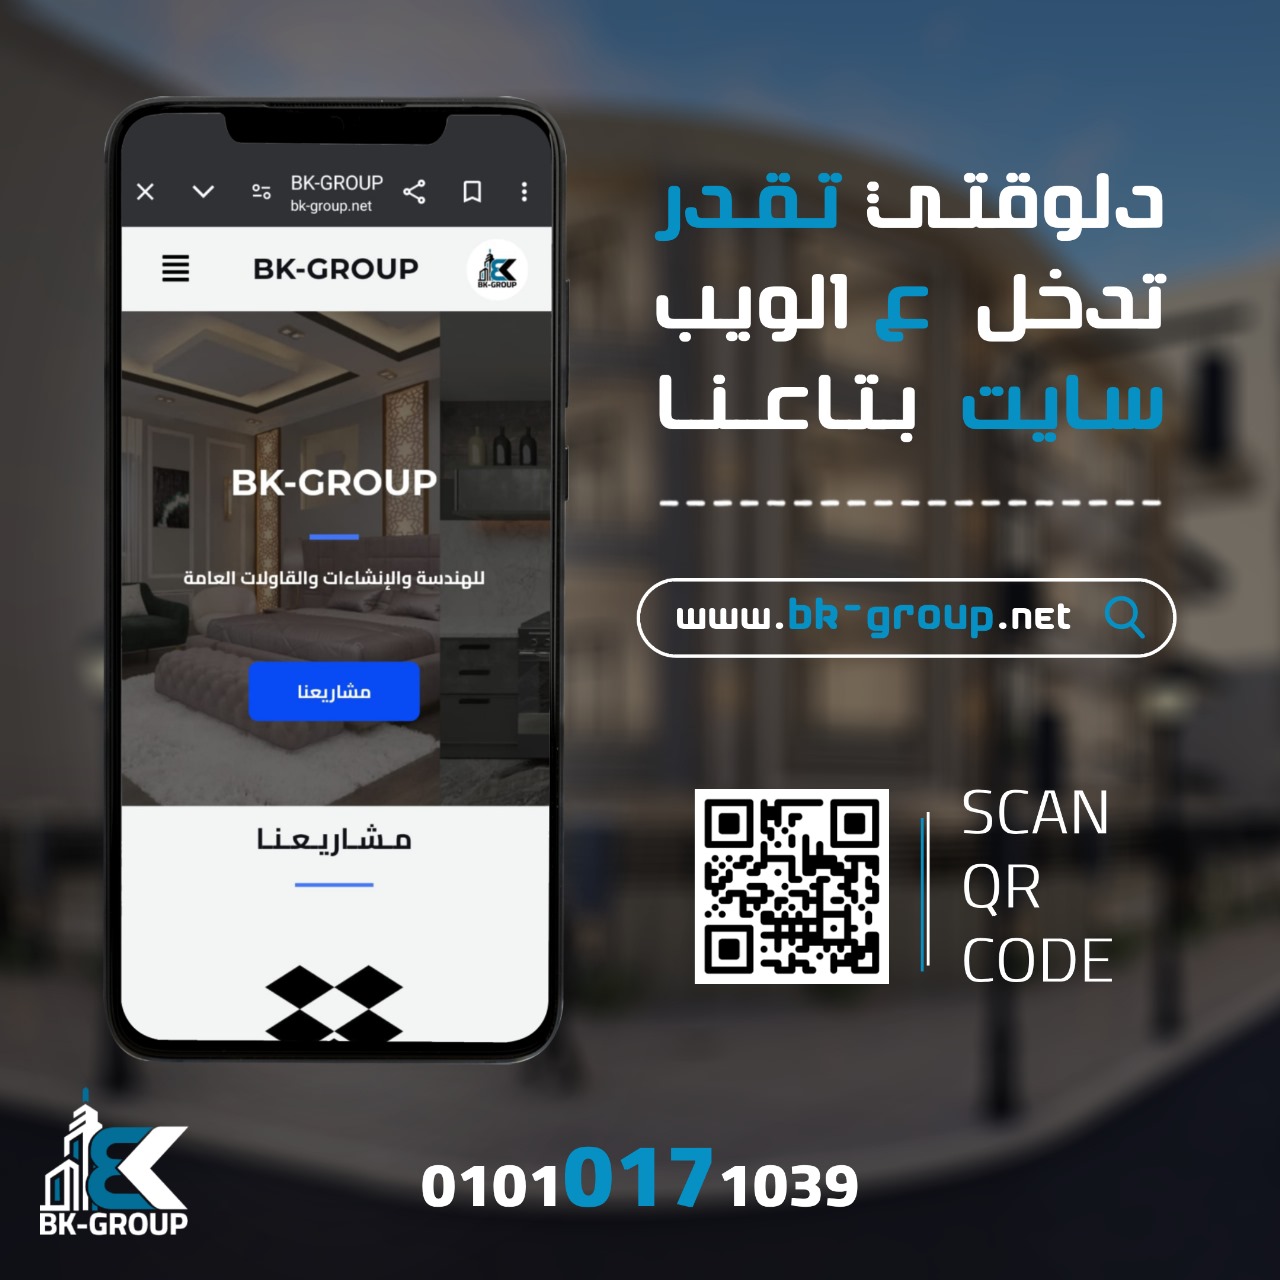 BK-GROUP
bk-group.net
BK-GROUP
BK-GROUP
BK-GROUP
للهندسة والإنشاءات والقاولات العامة
مشاريعنا
مشاريعنا
دلوقتي تقدر
تدخل ع الويب
سايت بتاعنا
www.bk-group.net
SCAN
QR
CODE
BK-GROUP
01010171039